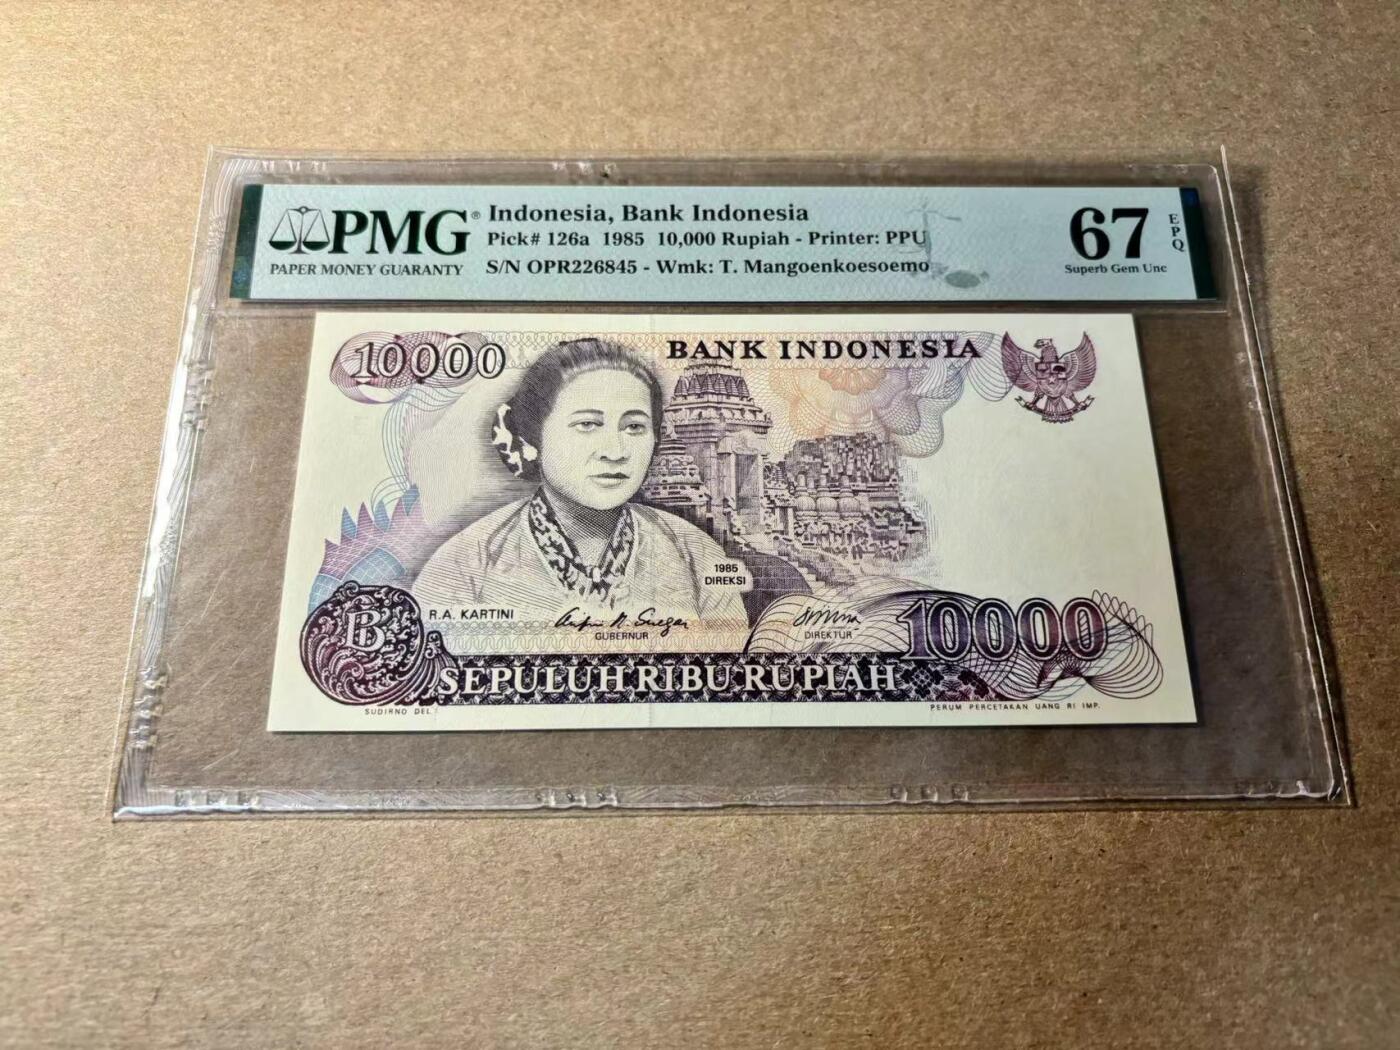 PMG®
PAPER MONEY GUARANTY
Indonesia, Bank Indonesia
Pick# 126a 1985 10,000 Rupiah - Printer: PPU
S/N OPR226845 - Wmk: T. Mangoenkoesoemo
67
EPQ
Superb Gem Unc
10000
BANK INDONESIA
1985
DIREKSI
R.A. KARTINI
GUBERNUR
DIREKTUR
10000
SEPULUH RIBU RUPIAH
SUDIRNO DEL.
PERUM PERCETAKAN UANG RI IMP.